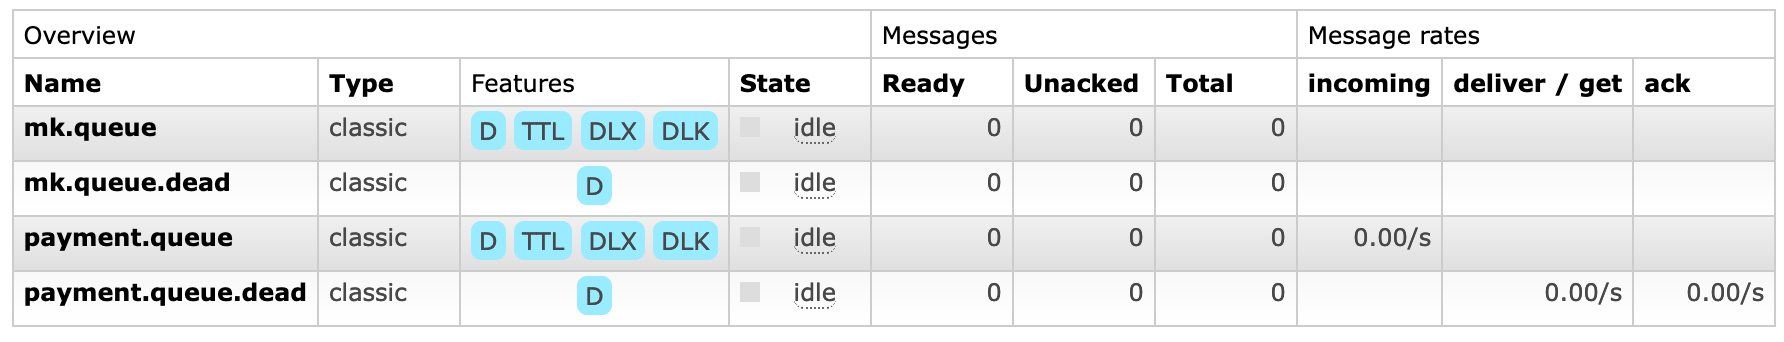 Overview Messages Message rates
Name Type Features State Ready Unacked Total incoming deliver / get ack
mk.queue classic D TTL DLX DLK idle 0 0 0
mk.queue.dead classic D idle 0 0 0
payment.queue classic D TTL DLX DLK idle 0 0 0 0.00/s
payment.queue.dead classic D idle 0 0 0 0.00/s 0.00/s